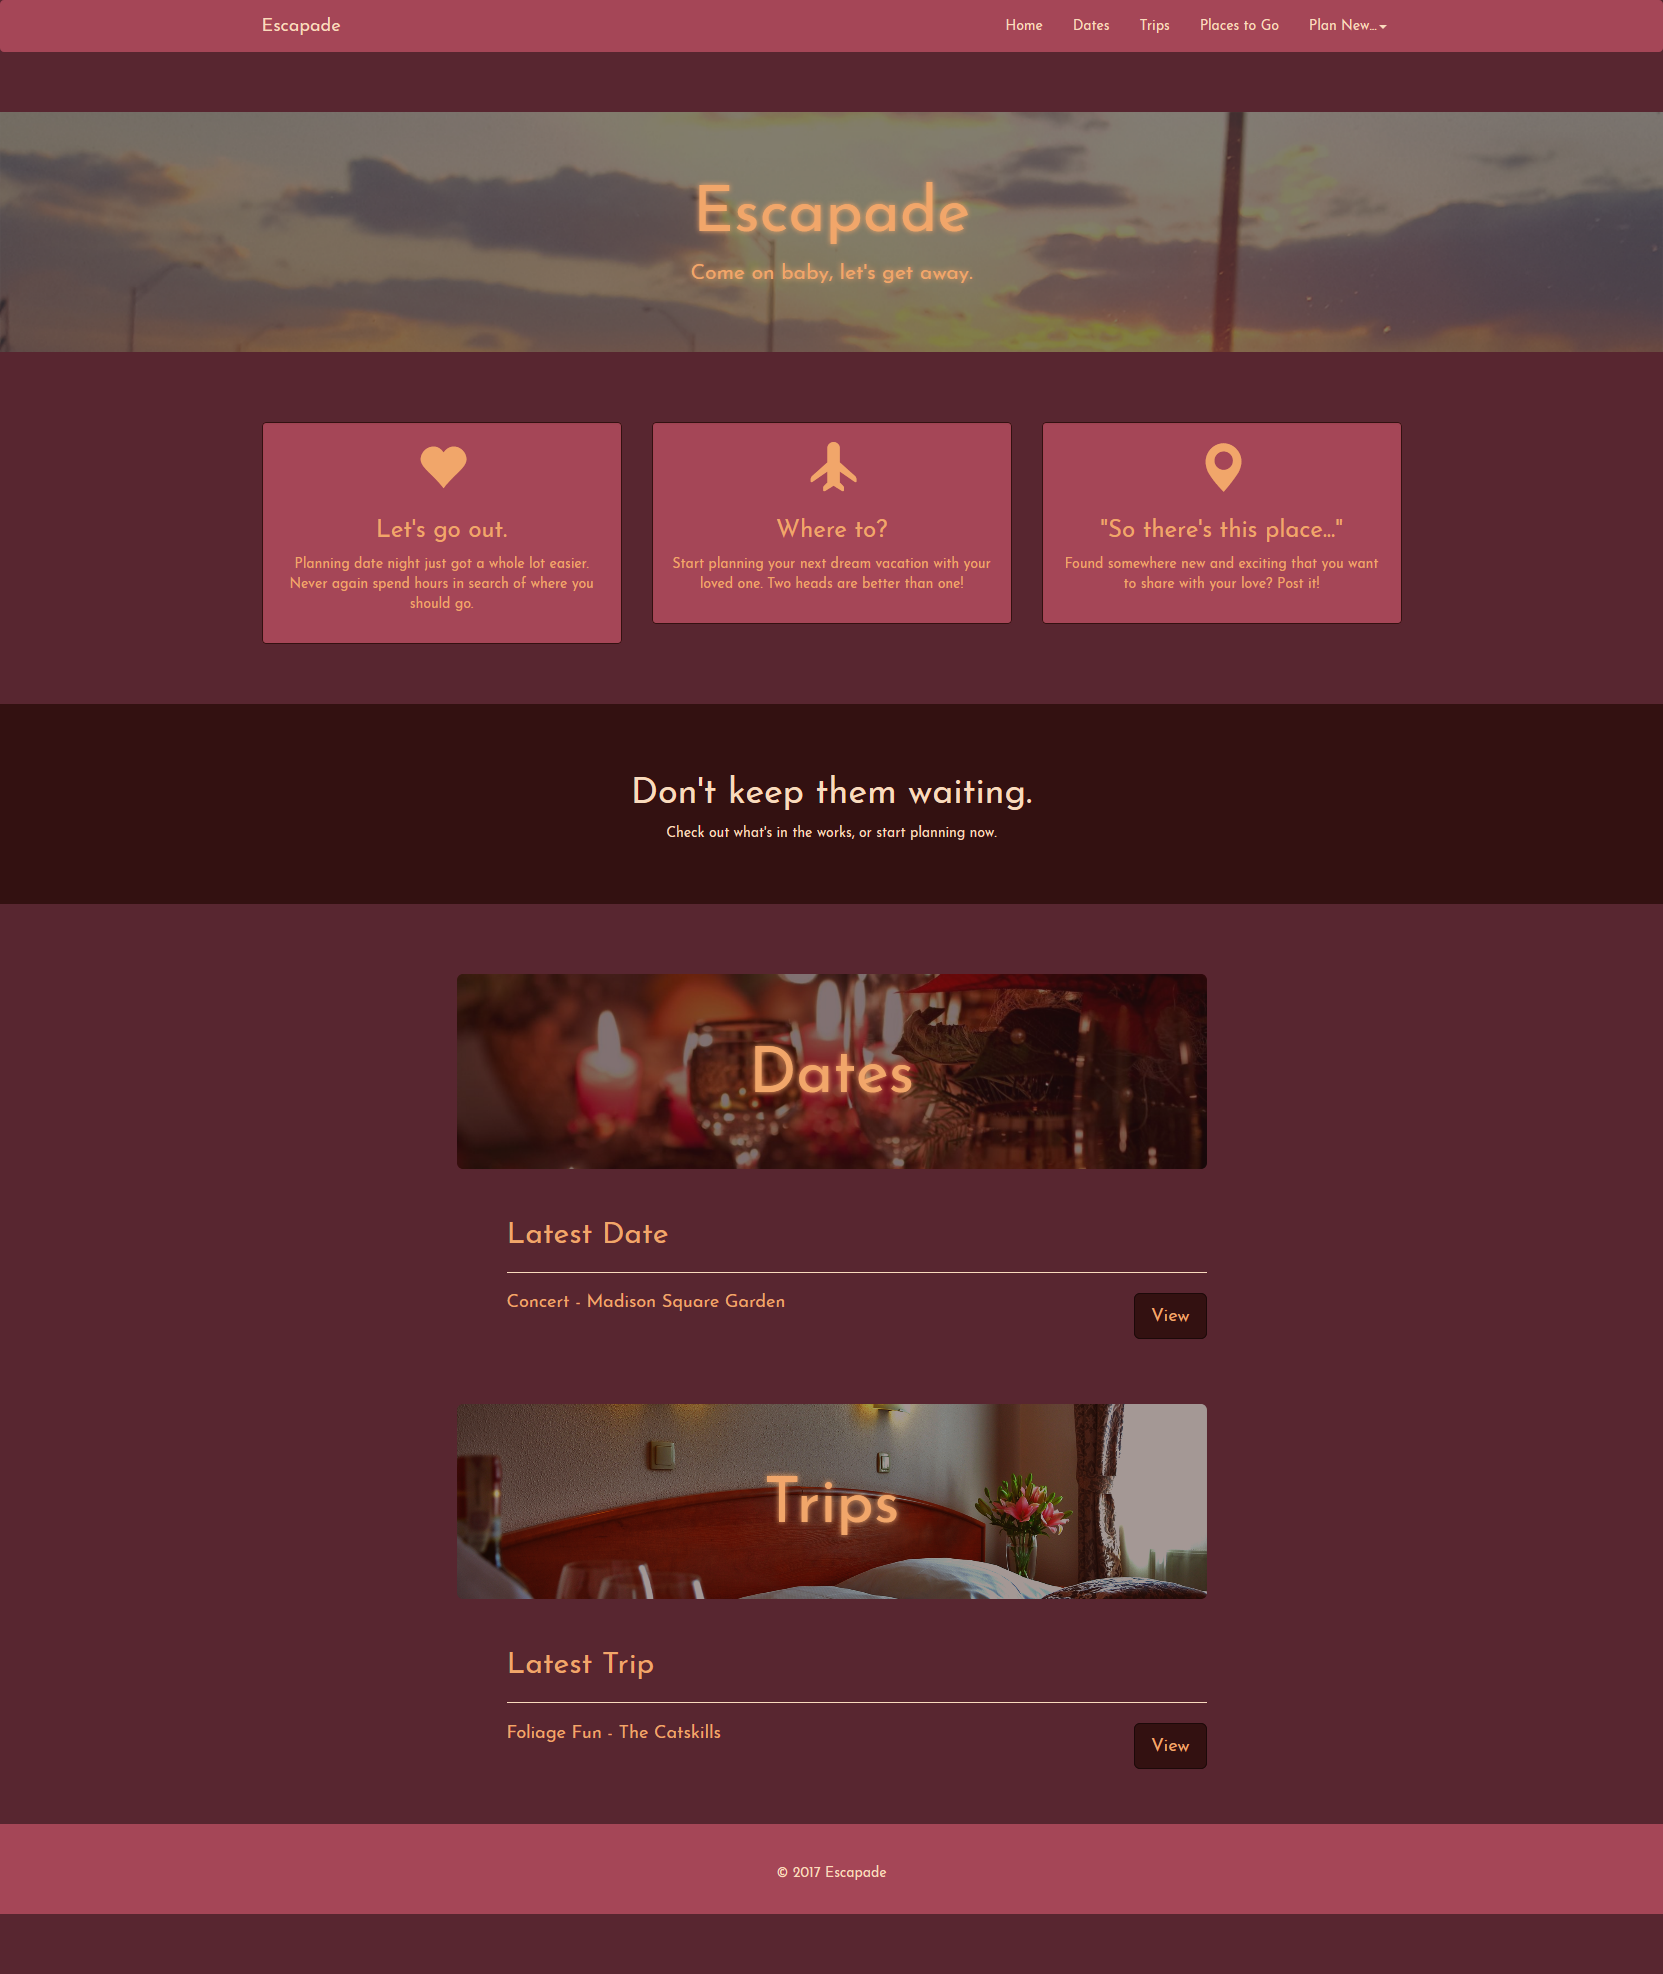 Escapade
Home Dates Trips Places to Go Plan New...
Escapade
Come on baby, let's get away.
Let's go out.
Planning date night just got a whole lot easier.
Never again spend hours in search of where you
should go.
Where to?
Start planning your next dream vacation with your
loved one. Two heads are better than one!
"So there's this place..."
Found somewhere new and exciting that you want
to share with your love? Post it!
Don't keep them waiting.
Check out what's in the works, or start planning now.
Dates
Latest Date
Concert - Madison Square Garden
View
Trips
Latest Trip
Foliage Fun - The Catskills
View
© 2017 Escapade